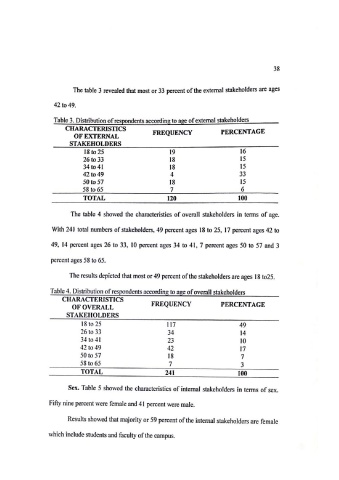 38
The table 3 revealed that most or 33 percent of the external stakeholders are ages
42 to 49.
Table 3. Distribution of respondents according to age of external stakeholders
CHARACTERISTICS OF EXTERNAL STAKEHOLDERS FREQUENCY PERCENTAGE
18 to 25 19 16
26 to 33 18 15
34 to 41 18 15
42 to 49 4 33
50 to 57 18 15
58 to 65 7 6
TOTAL 120 100
The table 4 showed the characteristics of overall stakeholders in terms of age.
With 241 total numbers of stakeholders, 49 percent ages 18 to 25, 17 percent ages 42 to
49, 14 percent ages 26 to 33, 10 percent ages 34 to 41, 7 percent ages 50 to 57 and 3
percent ages 58 to 65.
The results depicted that most or 49 percent of the stakeholders are ages 18 to25.
Table 4. Distribution of respondents according to age of overall stakeholders
CHARACTERISTICS OF OVERALL STAKEHOLDERS FREQUENCY PERCENTAGE
18 to 25 117 49
26 to 33 34 14
34 to 41 23 10
42 to 49 42 17
50 to 57 18 7
58 to 65 7 3
TOTAL 241 100
Sex. Table 5 showed the characteristics of internal stakeholders in terms of sex.
Fifty nine percent were female and 41 percent were male.
Results showed that majority or 59 percent of the internal stakeholders are female
which include students and faculty of the campus.